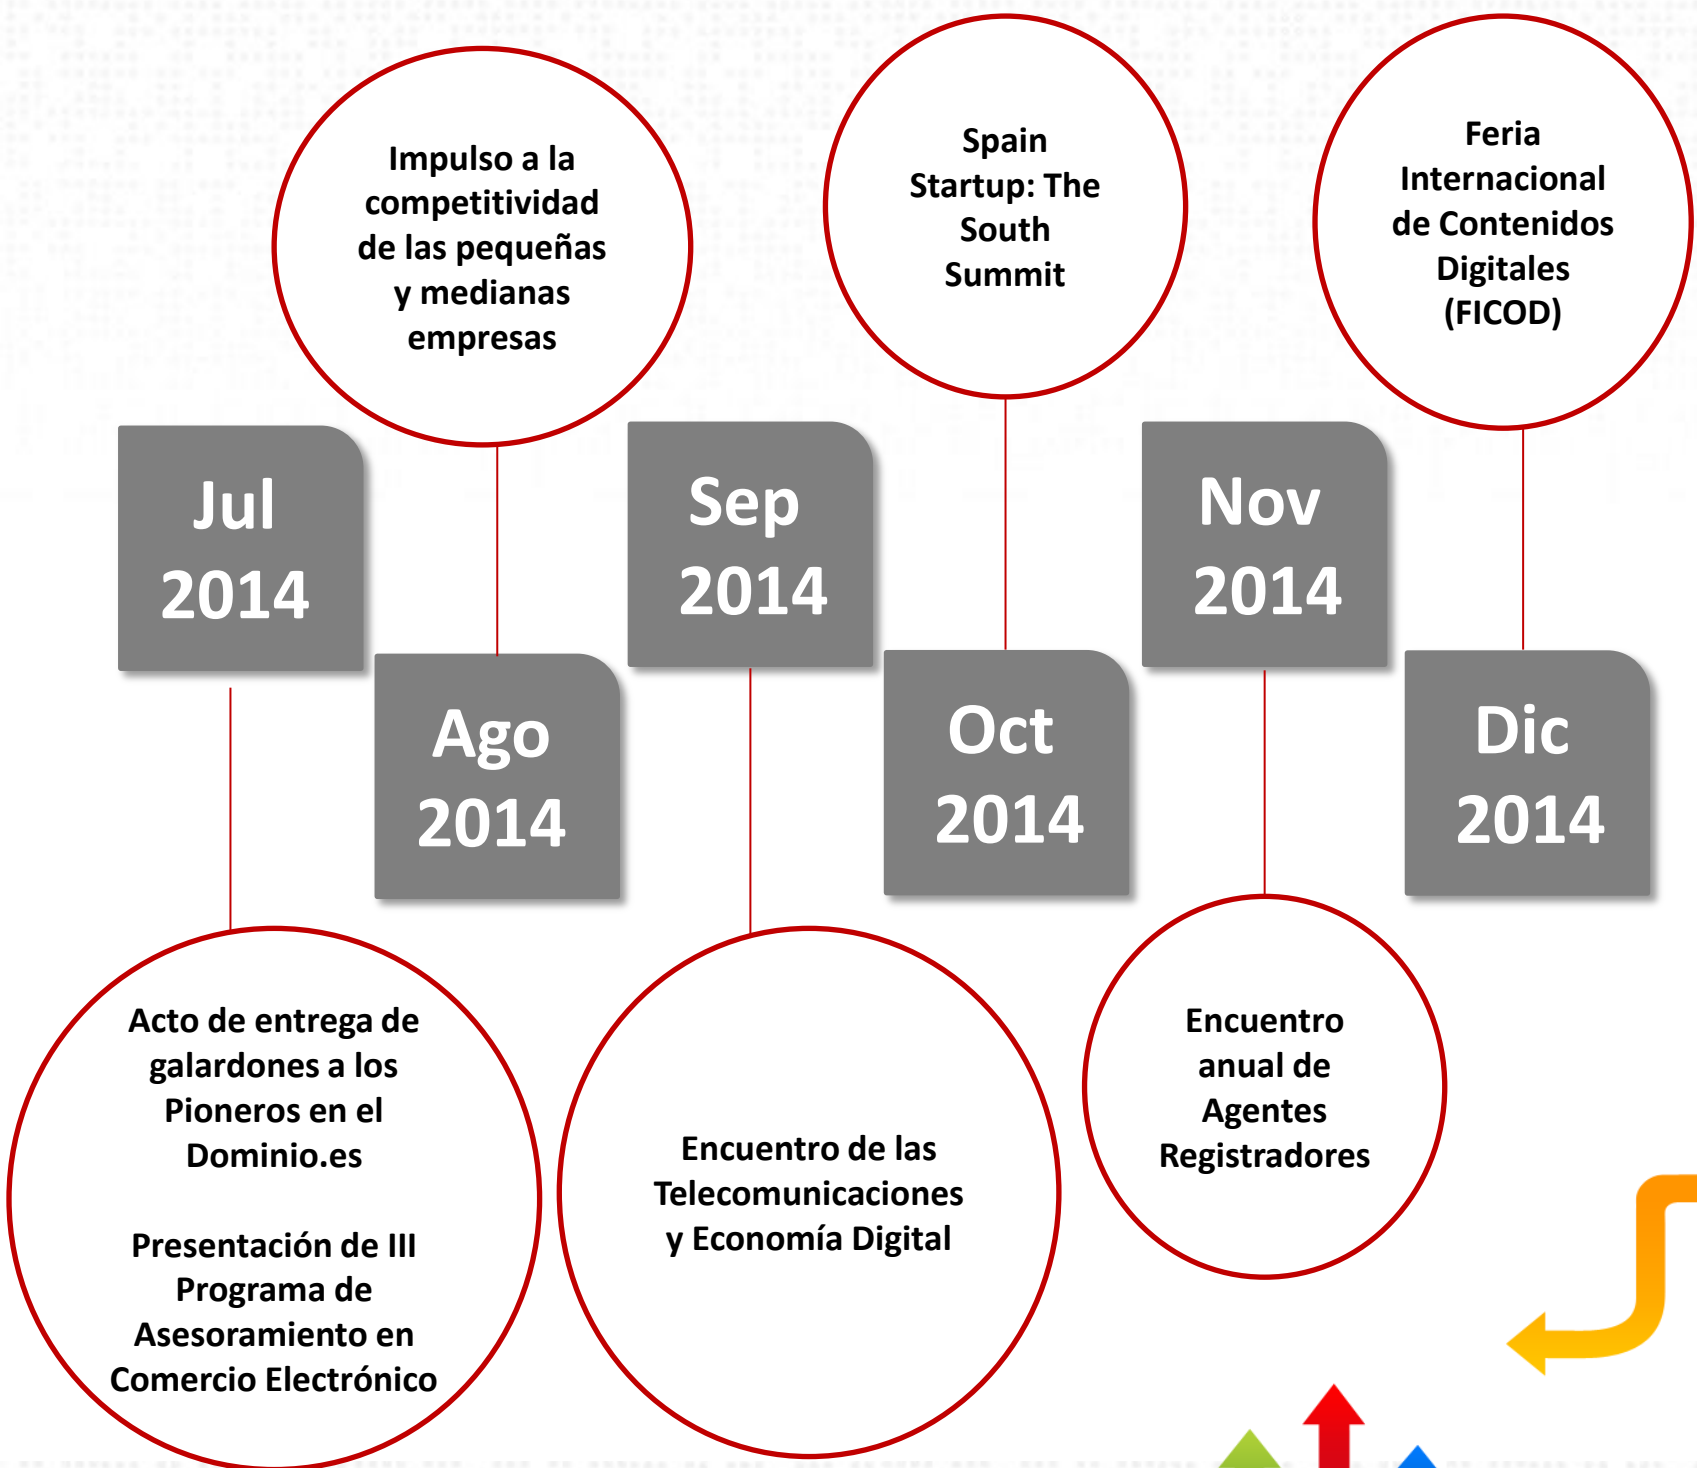 Impulso a la
competitividad
de las pequeñas
y medianas
empresas
Spain
Startup: The
South
Summit
Feria
Internacional
de Contenidos
Digitales
(FICOD)
Jul
2014
Ago
2014
Sep
2014
Oct
2014
Nov
2014
Dic
2014
Acto de entrega de
galardones a los
Pioneros en el
Dominio.es
Presentación de III
Programa de
Asesoramiento en
Comercio Electrónico
Encuentro de las
Telecomunicaciones
y Economía Digital
Encuentro
anual de
Agentes
Registradores